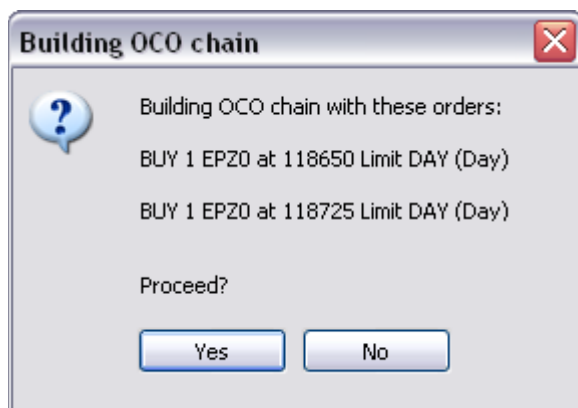 Building OCO chain
Building OCO chain with these orders:
BUY 1 EPZ0 at 118650 Limit DAY (Day)
BUY 1 EPZ0 at 118725 Limit DAY (Day)
Proceed?
Yes
No